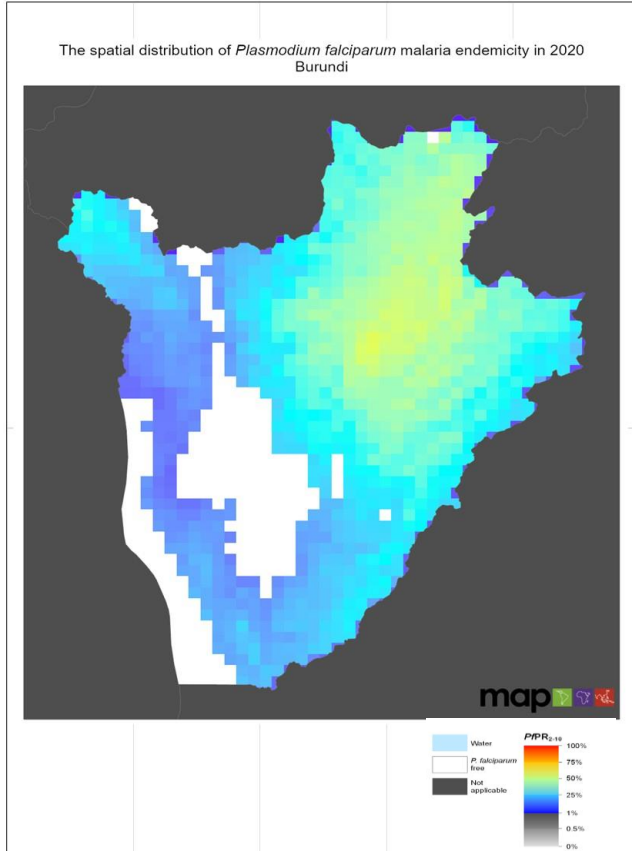 The spatial distribution of Plasmodium falciparum malaria endemicity in 2020
Burundi
map
Water
P. falciparum
free
Not
applicable
PfPR2-10
100%
75%
50%
25%
1%
0.5%
0%